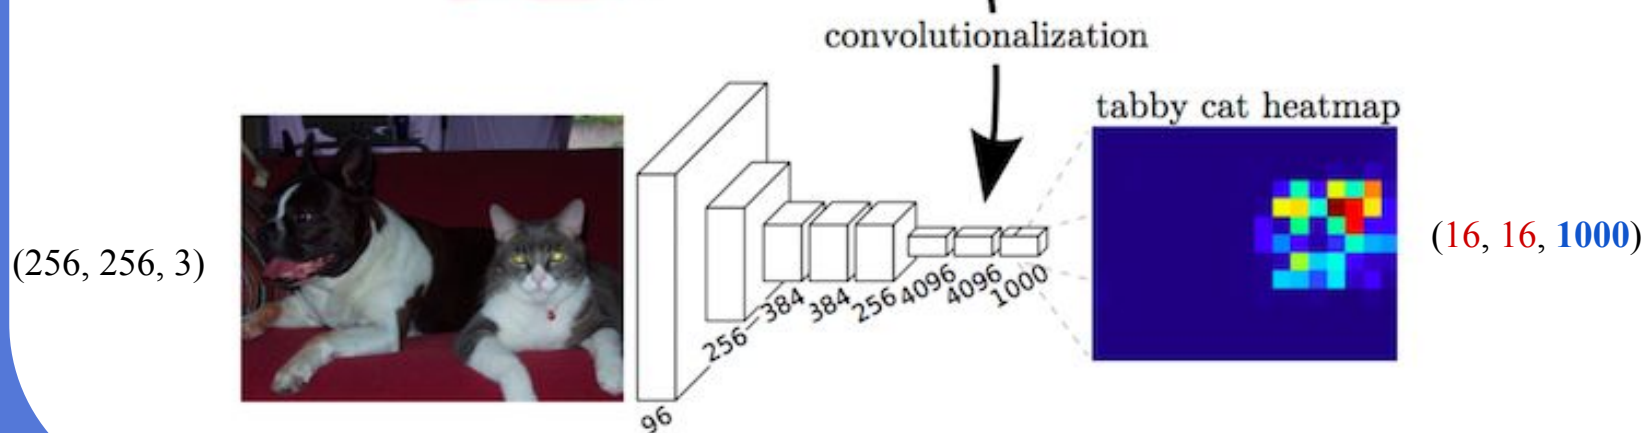 convolutionalization
tabby cat heatmap
(256, 256, 3)
(16, 16, 1000)
96
256
384
384
256
4096
4096
1000